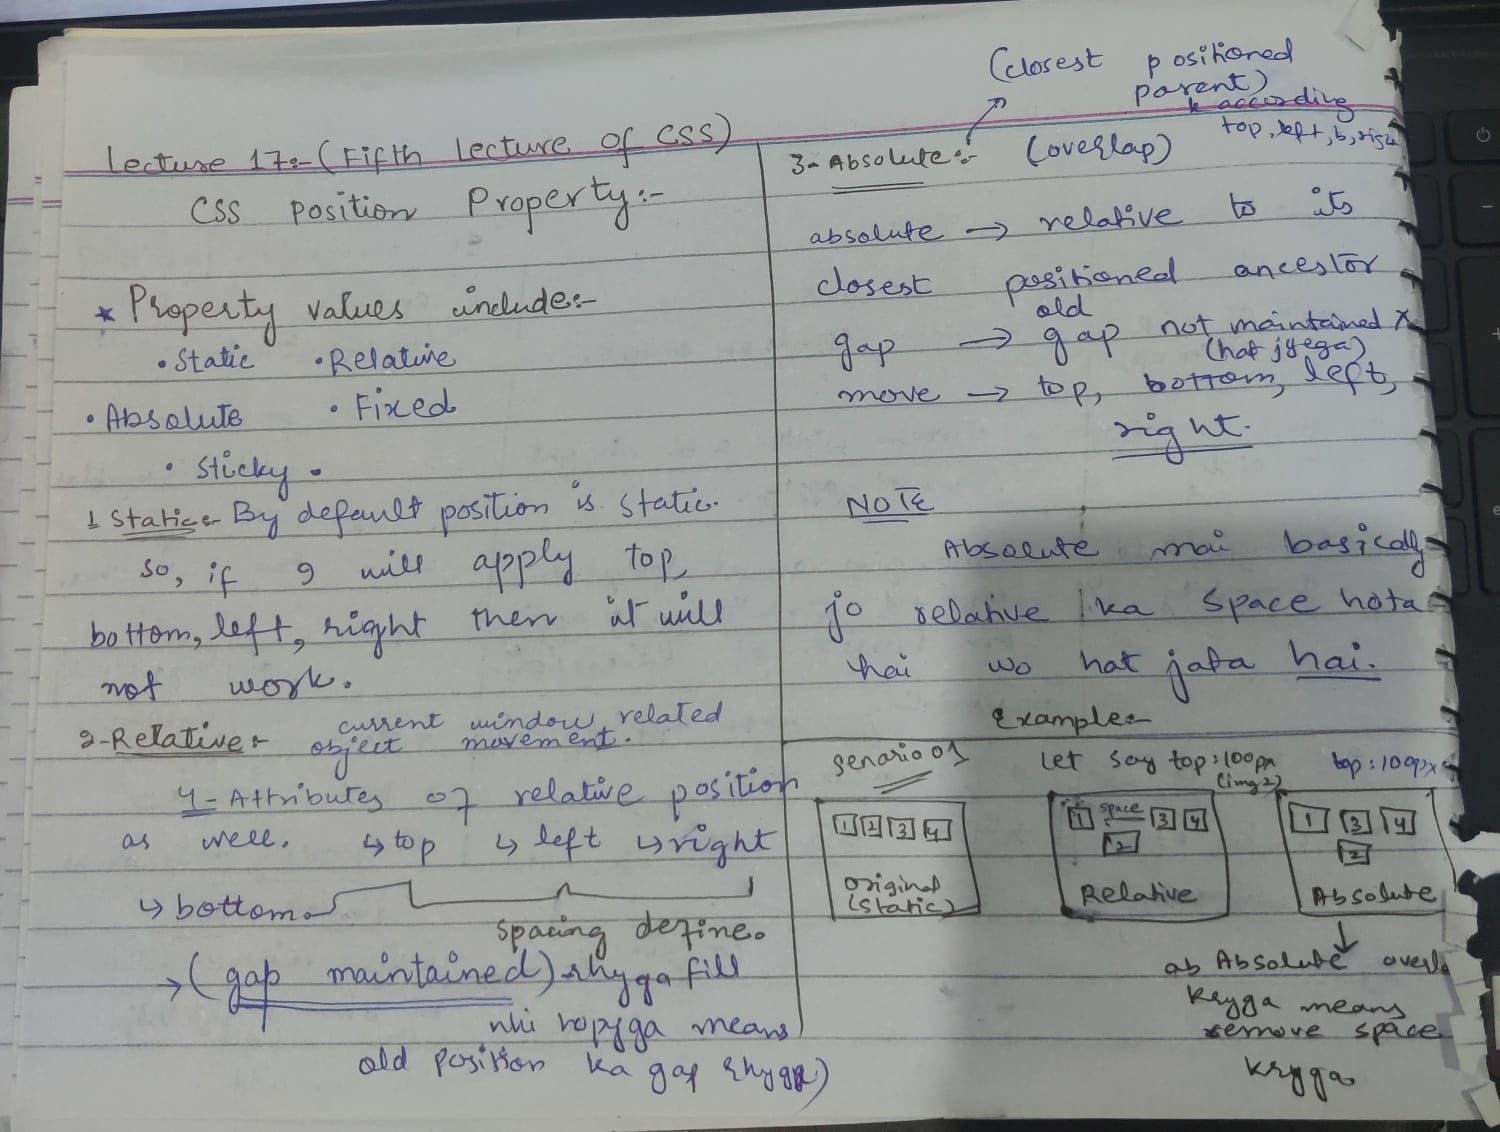 Lecture 17:- (Fifth lecture of CSS)
CSS Position Property:-
* Property values include:-
• Static • Relative
• Absolute • Fixed
• Sticky.
1 Static:- By default position is static.
so, if I will apply top,
bottom, left, right then it will
not work.
2-Relative:- current window related
object movement.
4-Attributes of relative position
as well. ↳ top ↳ left ↳ right
↳ bottom.
spacing define.
→ (gap maintained) rhyga fill
nhi hopyga means
old position ka gap rhyga)
(closest positioned
parent)
k according
top, left, b, right
3- Absolute:- (overlap)
absolute → relative to its
closest positioned ancestor
old
gap → gap not maintained x
(hat jyega)
move → top, bottom, left,
right.
NOTE
Absolute mai basically
jo relative ka space hota
hai wo hat jata hai.
Example:-
senario 01 Let say top:100px top:100px
(img 2)
1 2 3 4 1 space 3 4 1 3 4
2 2
original Relative Absolute
(static)
↓
ab Absolute
kryga means
remove space
kryga